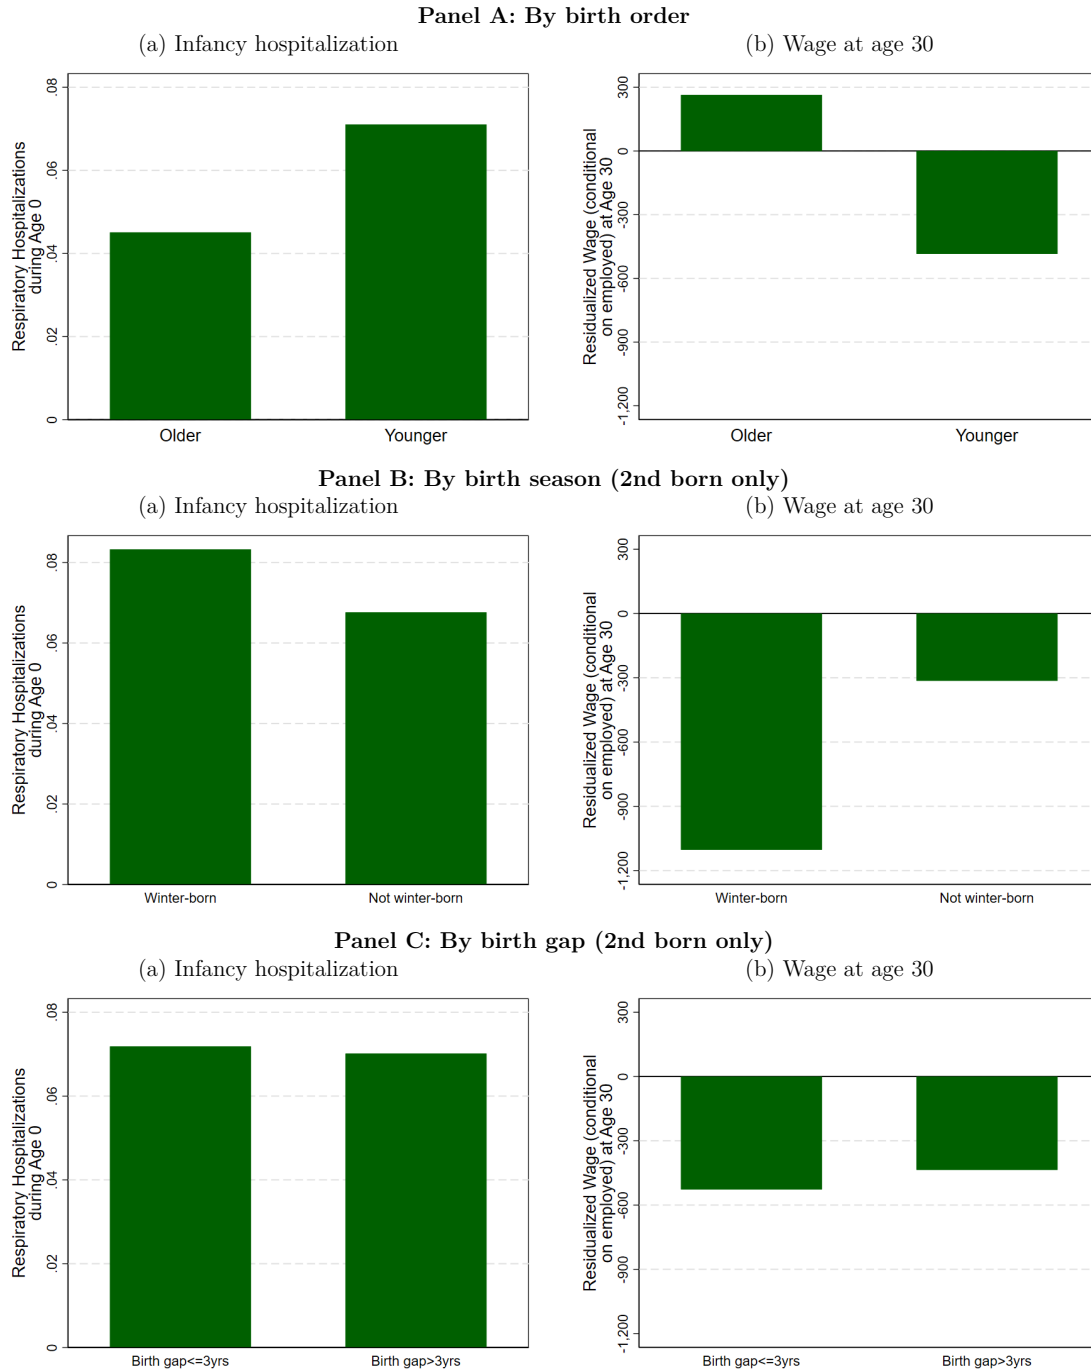 Panel A: By birth order
(a) Infancy hospitalization
Respiratory Hospitalizations
during Age 0
.08
.06
.04
.02
0
Older
Younger
(b) Wage at age 30
Residualized Wage (conditional
on employed) at Age 30
300
0
-300
-600
-900
-1,200
Older
Younger
Panel B: By birth season (2nd born only)
(a) Infancy hospitalization
Respiratory Hospitalizations
during Age 0
.08
.06
.04
.02
0
Winter-born
Not winter-born
(b) Wage at age 30
Residualized Wage (conditional
on employed) at Age 30
300
0
-300
-600
-900
-1,200
Winter-born
Not winter-born
Panel C: By birth gap (2nd born only)
(a) Infancy hospitalization
Respiratory Hospitalizations
during Age 0
.08
.06
.04
.02
0
Birth gap<=3yrs
Birth gap>3yrs
(b) Wage at age 30
Residualized Wage (conditional
on employed) at Age 30
300
0
-300
-600
-900
-1,200
Birth gap<=3yrs
Birth gap>3yrs